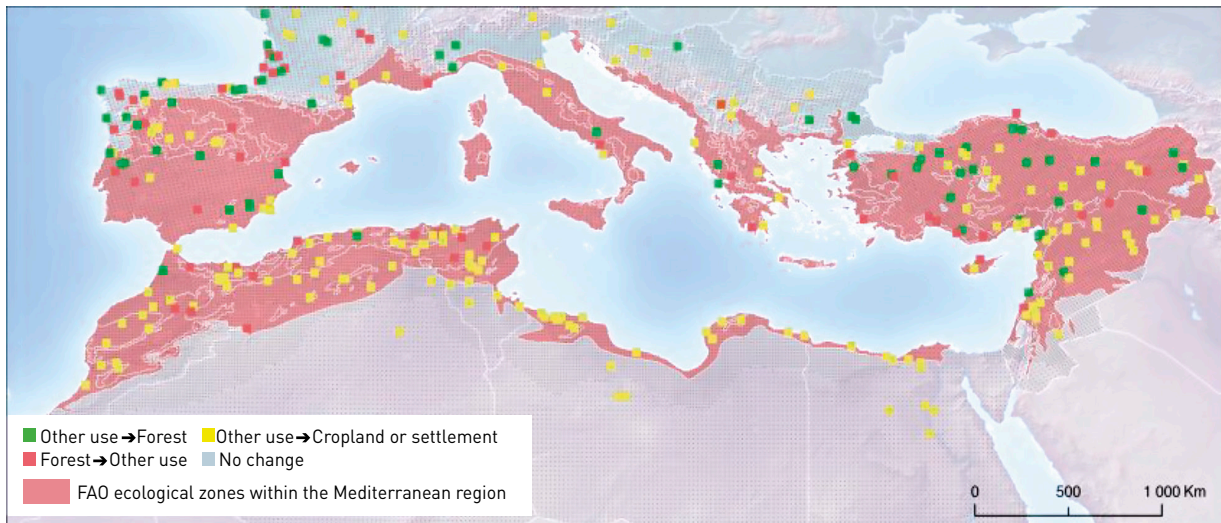 Other use➔Forest
Other use➔Cropland or settlement
Forest➔Other use
No change
FAO ecological zones within the Mediterranean region
0 500 1 000 Km